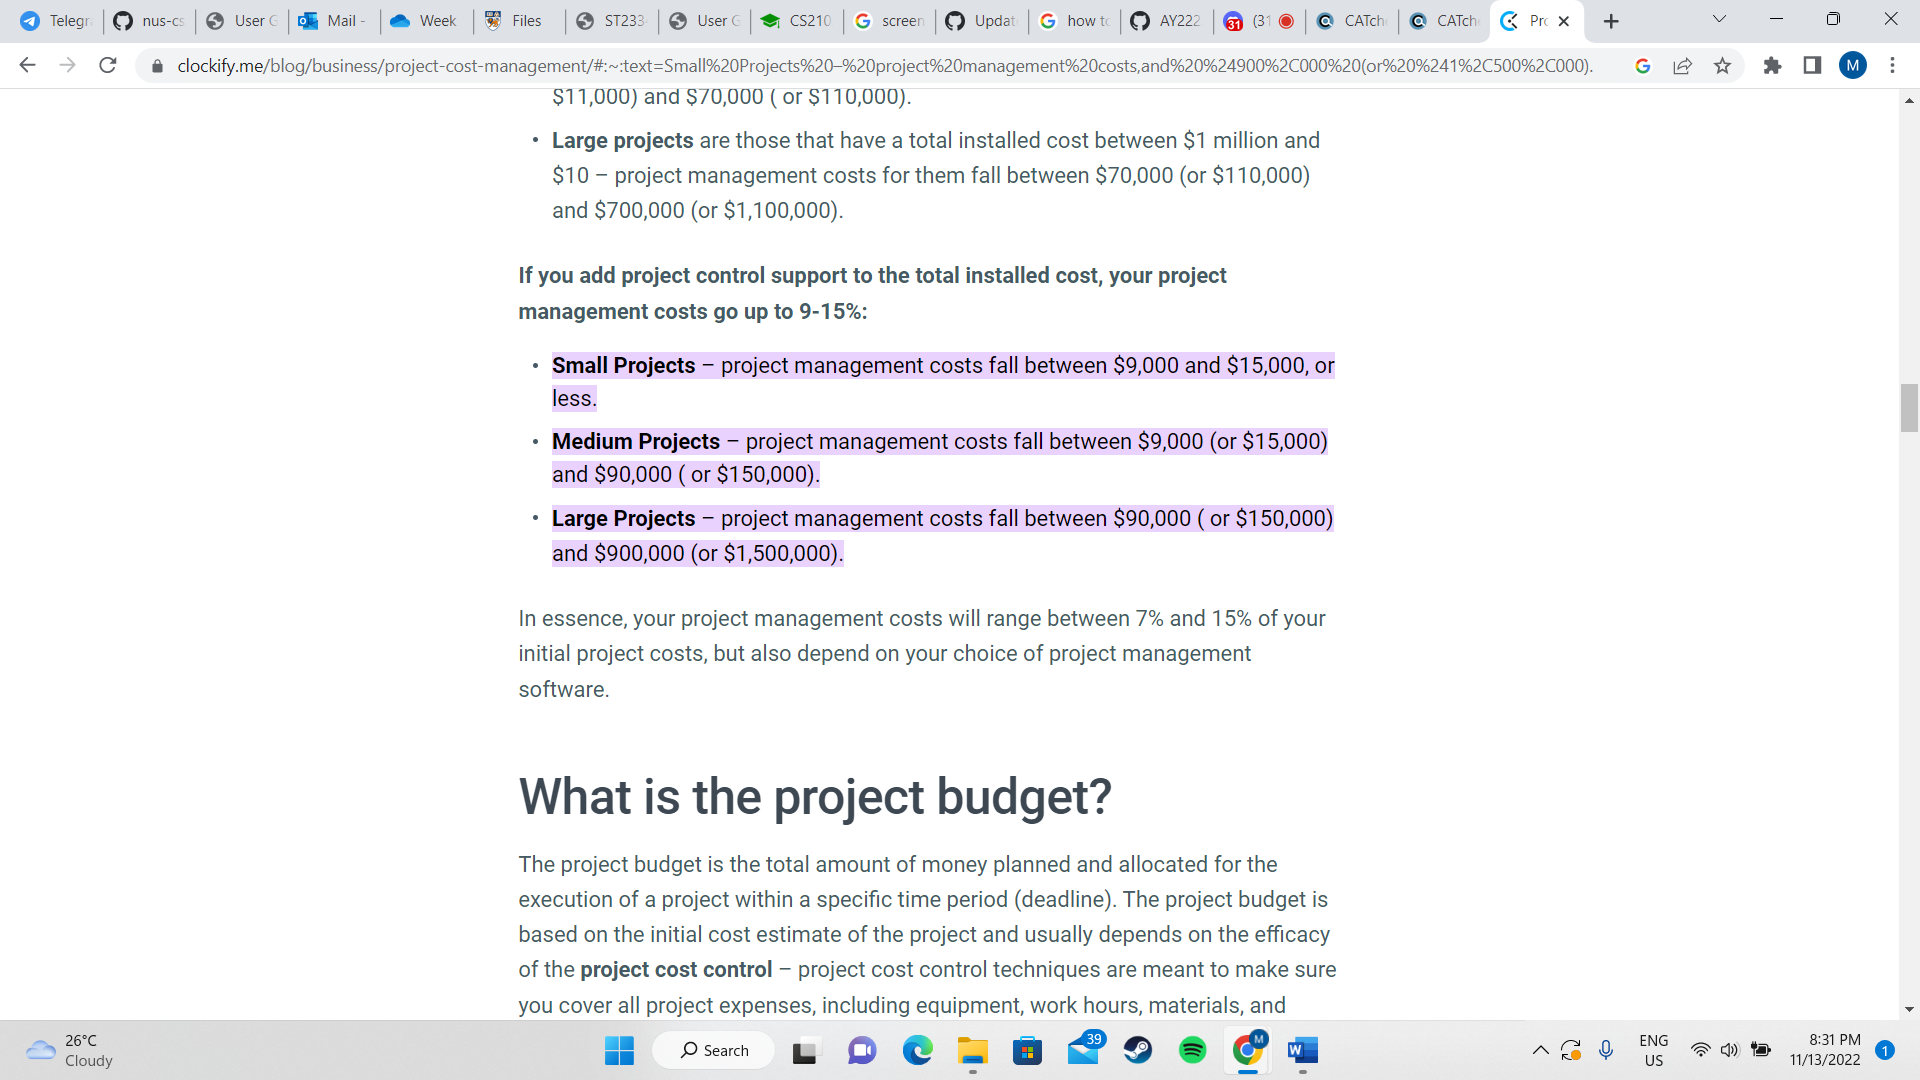 Telegr
nus-cs
User G
Mail -
Week
Files
ST233
User G
CS210
screen
Updat
how to
AY222
31
(31
CATch
CATch
Pro
clockify.me/blog/business/project-cost-management/#:~:text=Small%20Projects%20–%20project%20management%20costs,and%20%24900%2C000%20(or%20%241%2C500%2C000).
M
$11,000) and $70,000 ( or $110,000).
• Large projects are those that have a total installed cost between $1 million and
$10 – project management costs for them fall between $70,000 (or $110,000)
and $700,000 (or $1,100,000).
If you add project control support to the total installed cost, your project
management costs go up to 9-15%:
• Small Projects – project management costs fall between $9,000 and $15,000, or
less.
• Medium Projects – project management costs fall between $9,000 (or $15,000)
and $90,000 ( or $150,000).
• Large Projects – project management costs fall between $90,000 ( or $150,000)
and $900,000 (or $1,500,000).
In essence, your project management costs will range between 7% and 15% of your
initial project costs, but also depend on your choice of project management
software.
What is the project budget?
The project budget is the total amount of money planned and allocated for the
execution of a project within a specific time period (deadline). The project budget is
based on the initial cost estimate of the project and usually depends on the efficacy
of the project cost control – project cost control techniques are meant to make sure
you cover all project expenses, including equipment, work hours, materials, and
26°C
Cloudy
Search
39
M
W
ENG
US
8:31 PM
11/13/2022
1